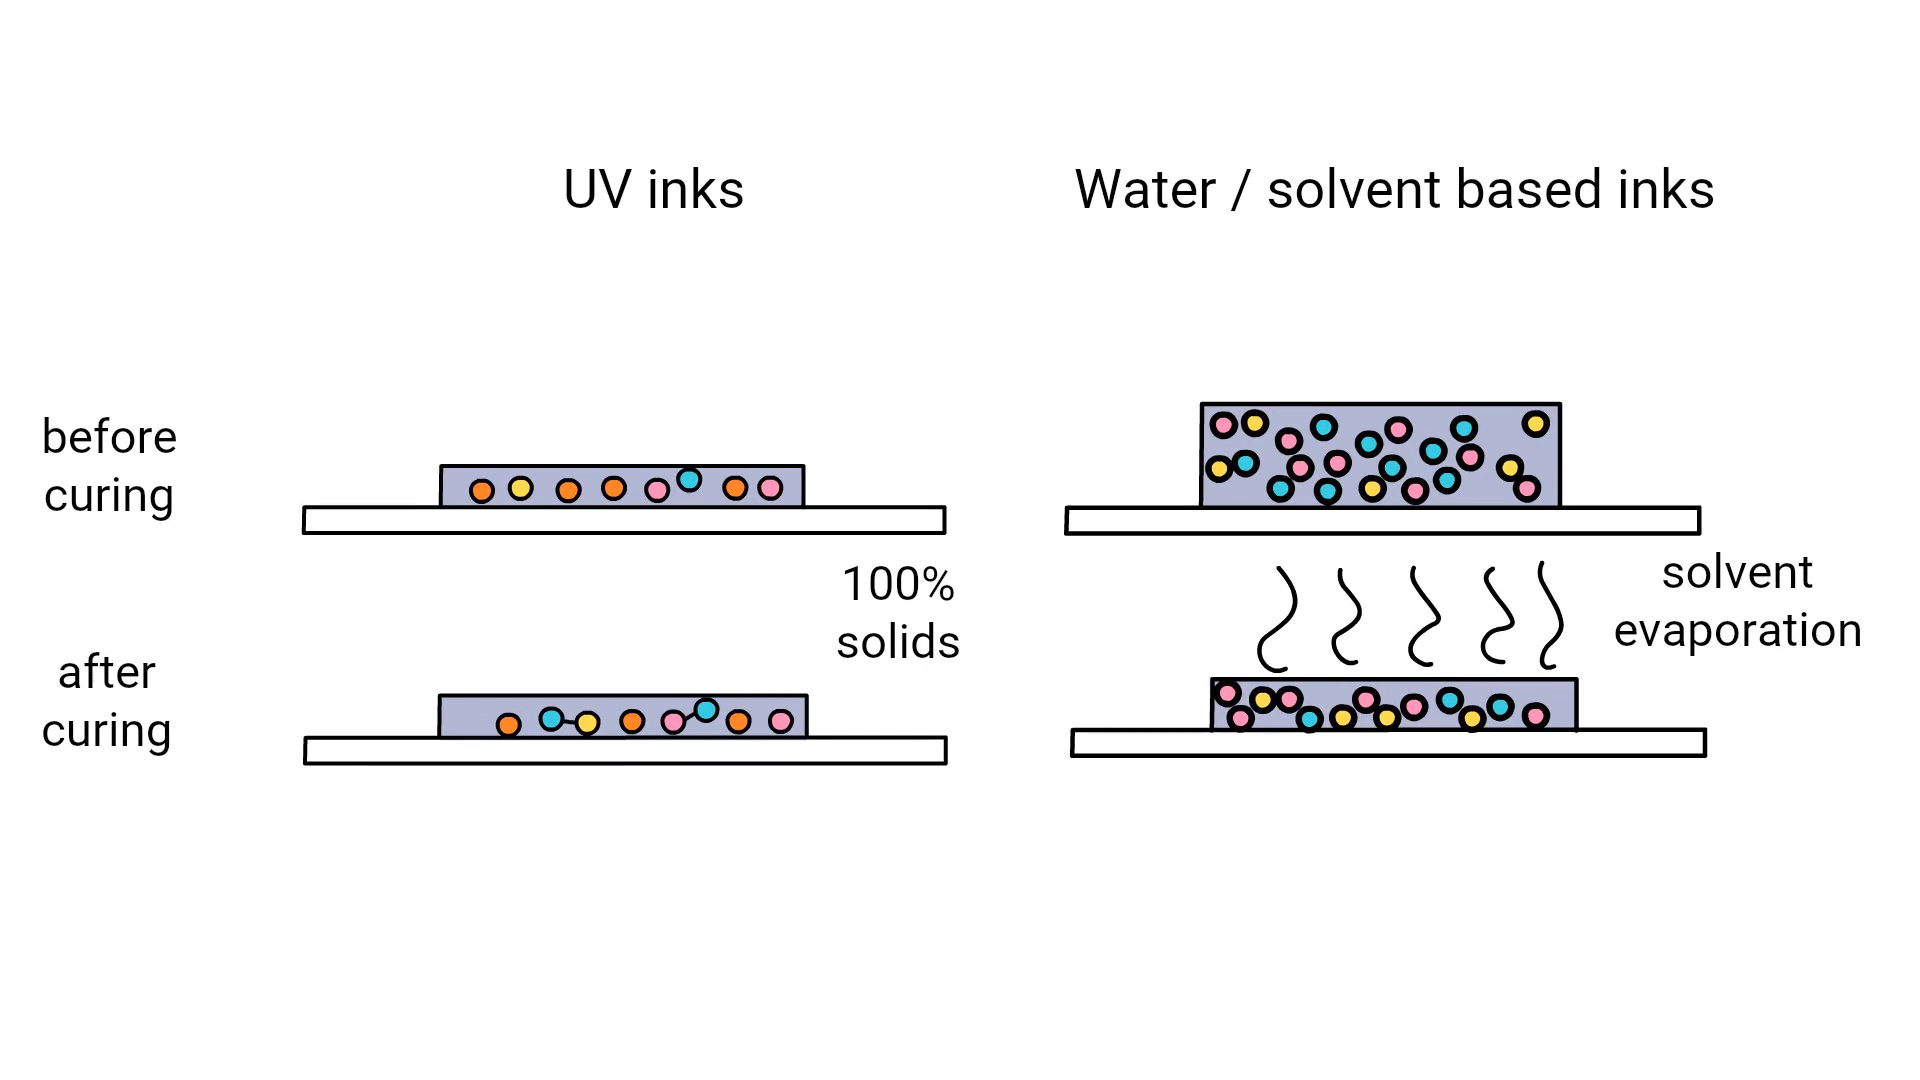 UV inks
Water / solvent based inks
before
curing
100%
solids
solvent
evaporation
after
curing